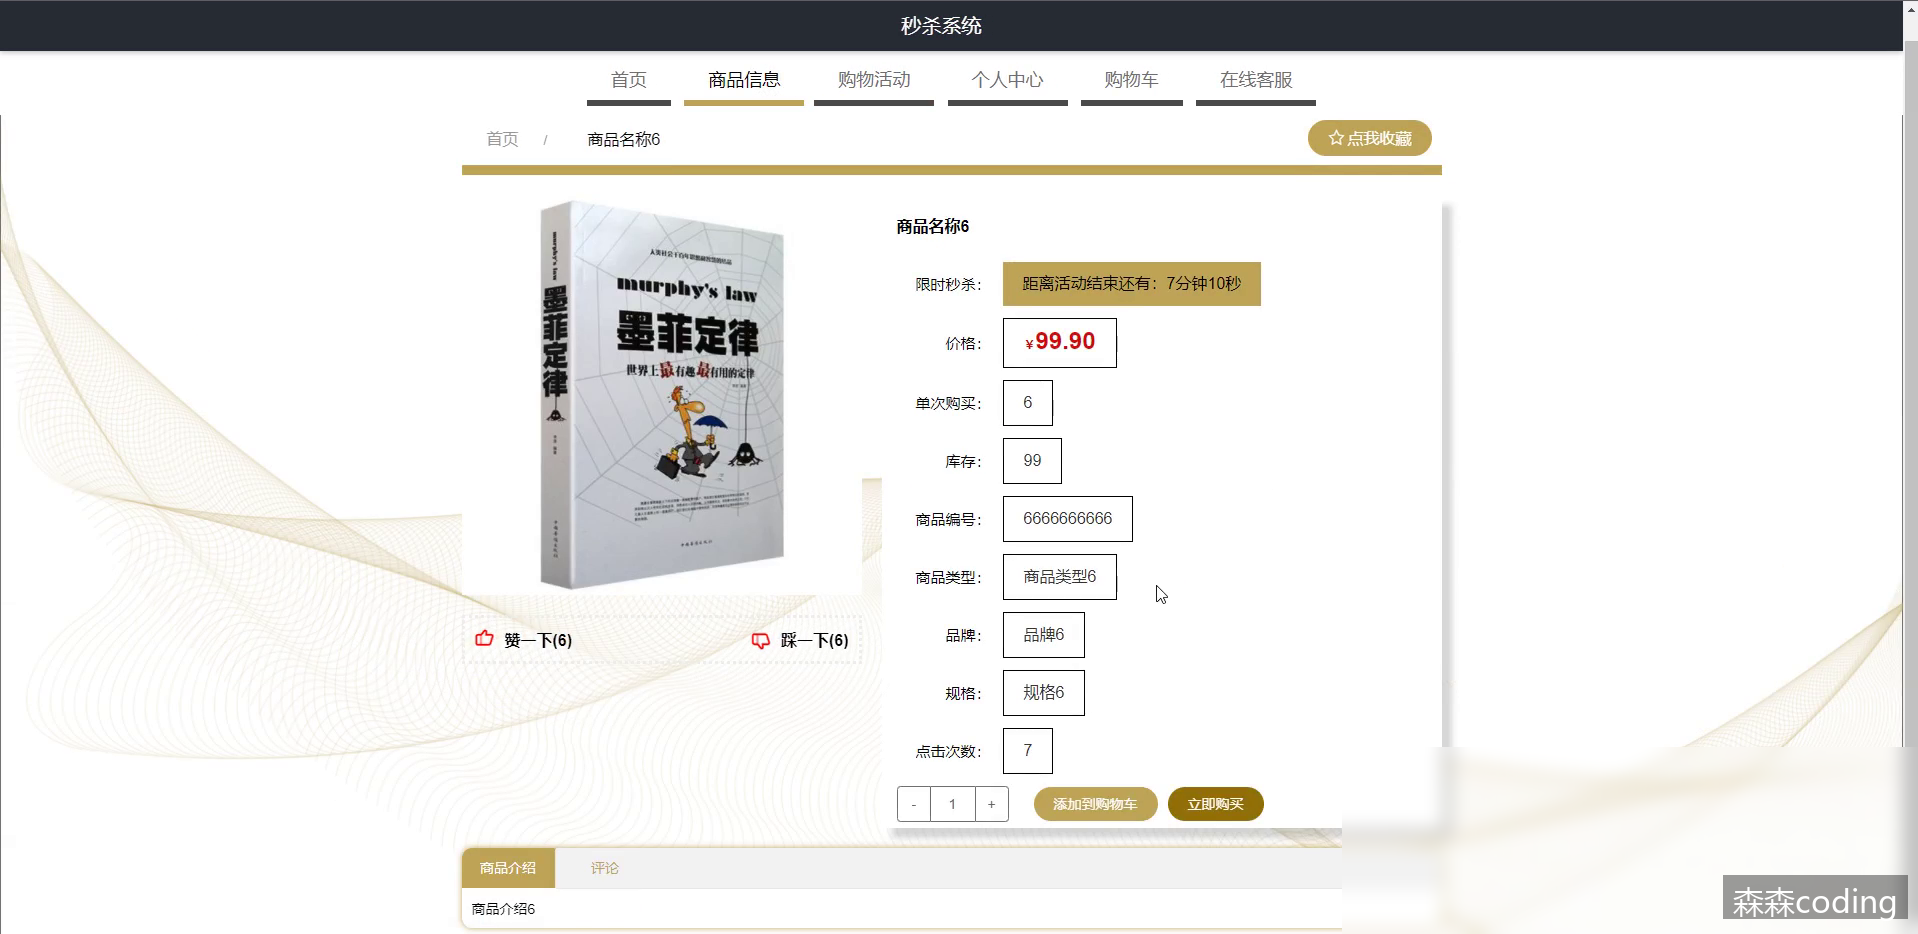 秒杀系统
首页
商品信息
购物活动
个人中心
购物车
在线客服
首页 / 商品名称6
点我收藏
murphy's law
墨菲定律
murphy's law
墨菲定律
世界上最有趣最有用的定律
赞一下(6)
踩一下(6)
商品名称6
限时秒杀: 距离活动结束还有：7分钟10秒
价格: ¥99.90
单次购买: 6
库存: 99
商品编号: 6666666666
商品类型: 商品类型6
品牌: 品牌6
规格: 规格6
点击次数: 7
- 1 +
添加到购物车
立即购买
商品介绍
评论
商品介绍6
森森coding